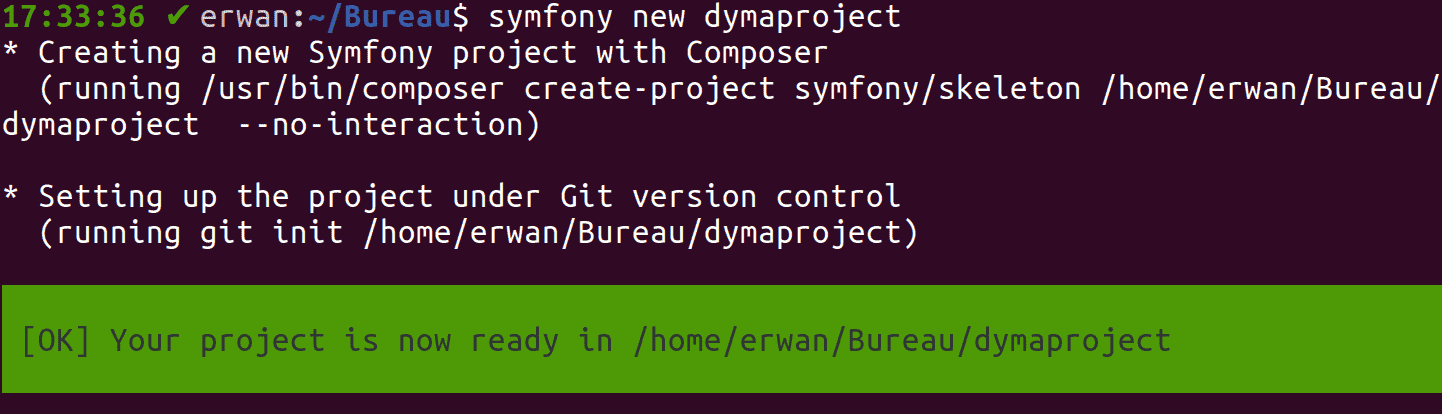 17:33:36 ✔ erwan:~/Bureau$ symfony new dymaproject
* Creating a new Symfony project with Composer
  (running /usr/bin/composer create-project symfony/skeleton /home/erwan/Bureau/
dymaproject  --no-interaction)
* Setting up the project under Git version control
  (running git init /home/erwan/Bureau/dymaproject)
[OK] Your project is now ready in /home/erwan/Bureau/dymaproject